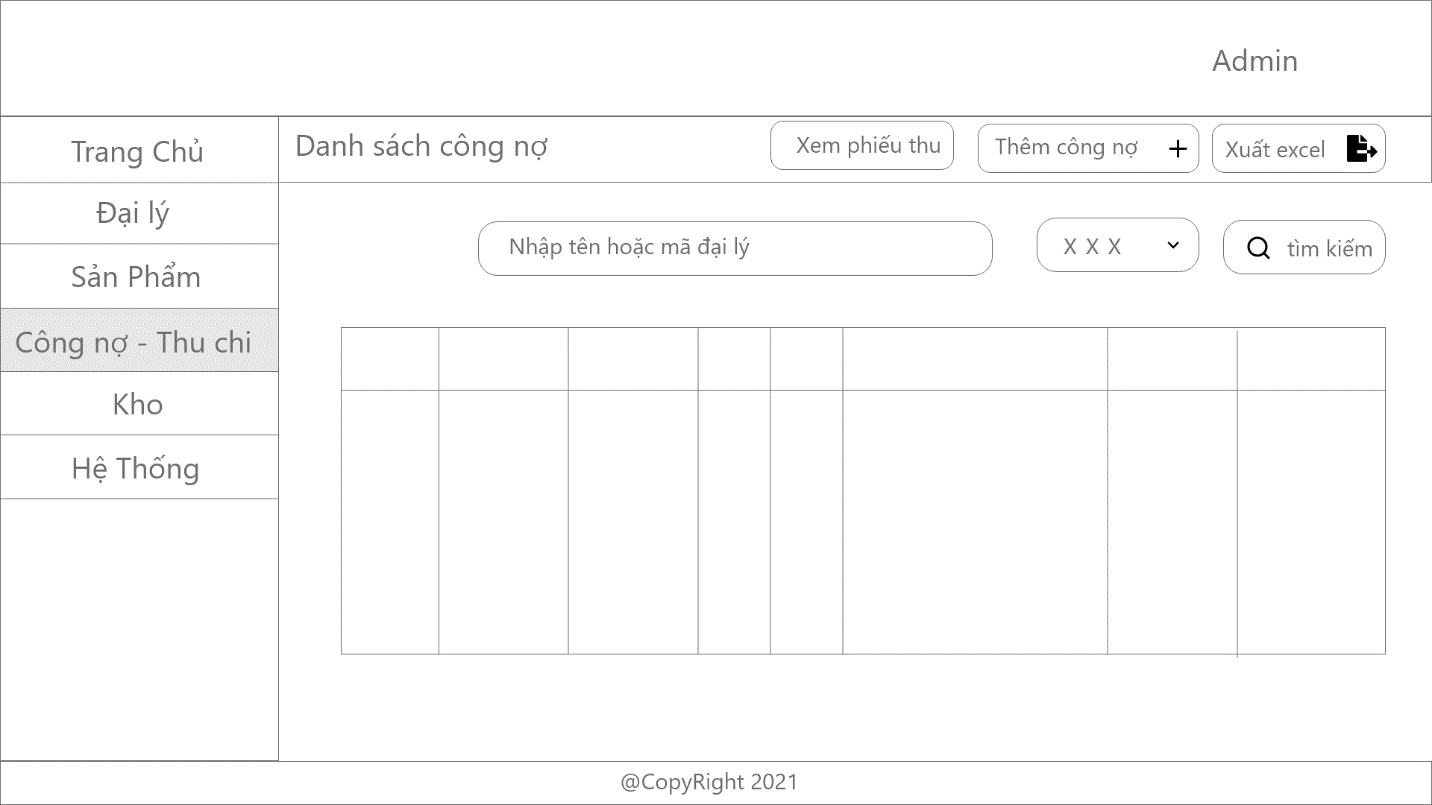 Admin
Trang Chủ
Đại lý
Sản Phẩm
Công nợ - Thu chi
Kho
Hệ Thống
Danh sách công nợ
Xem phiếu thu
Thêm công nợ
Xuất excel
Nhập tên hoặc mã đại lý
X X X
tìm kiếm
@CopyRight 2021